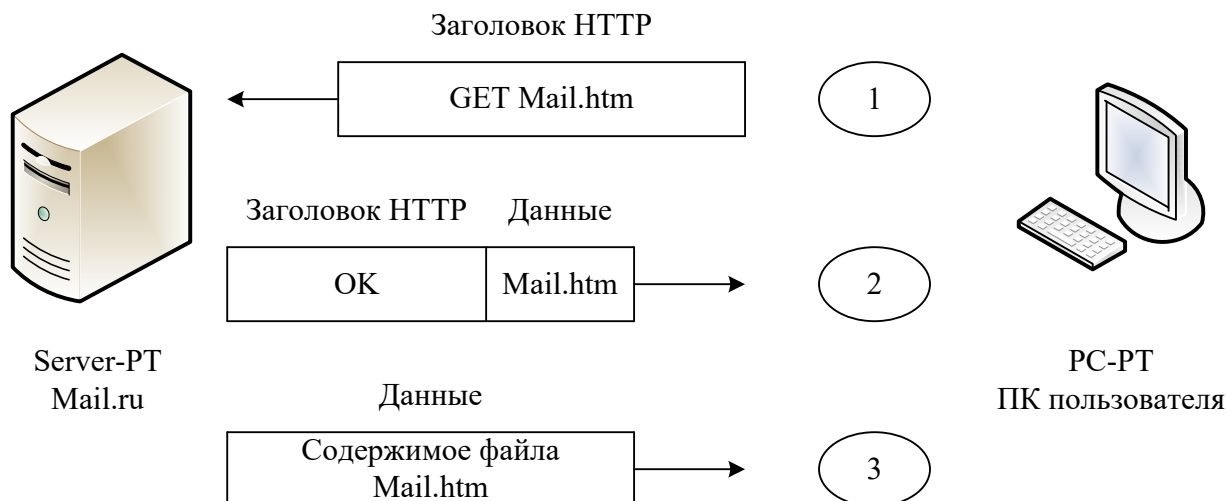 Заголовок HTTP
GET Mail.htm
1
Заголовок HTTP
Данные
OK
Mail.htm
2
Server-PT
Mail.ru
PC-PT
ПК пользователя
Данные
Содержимое файла
Mail.htm
3